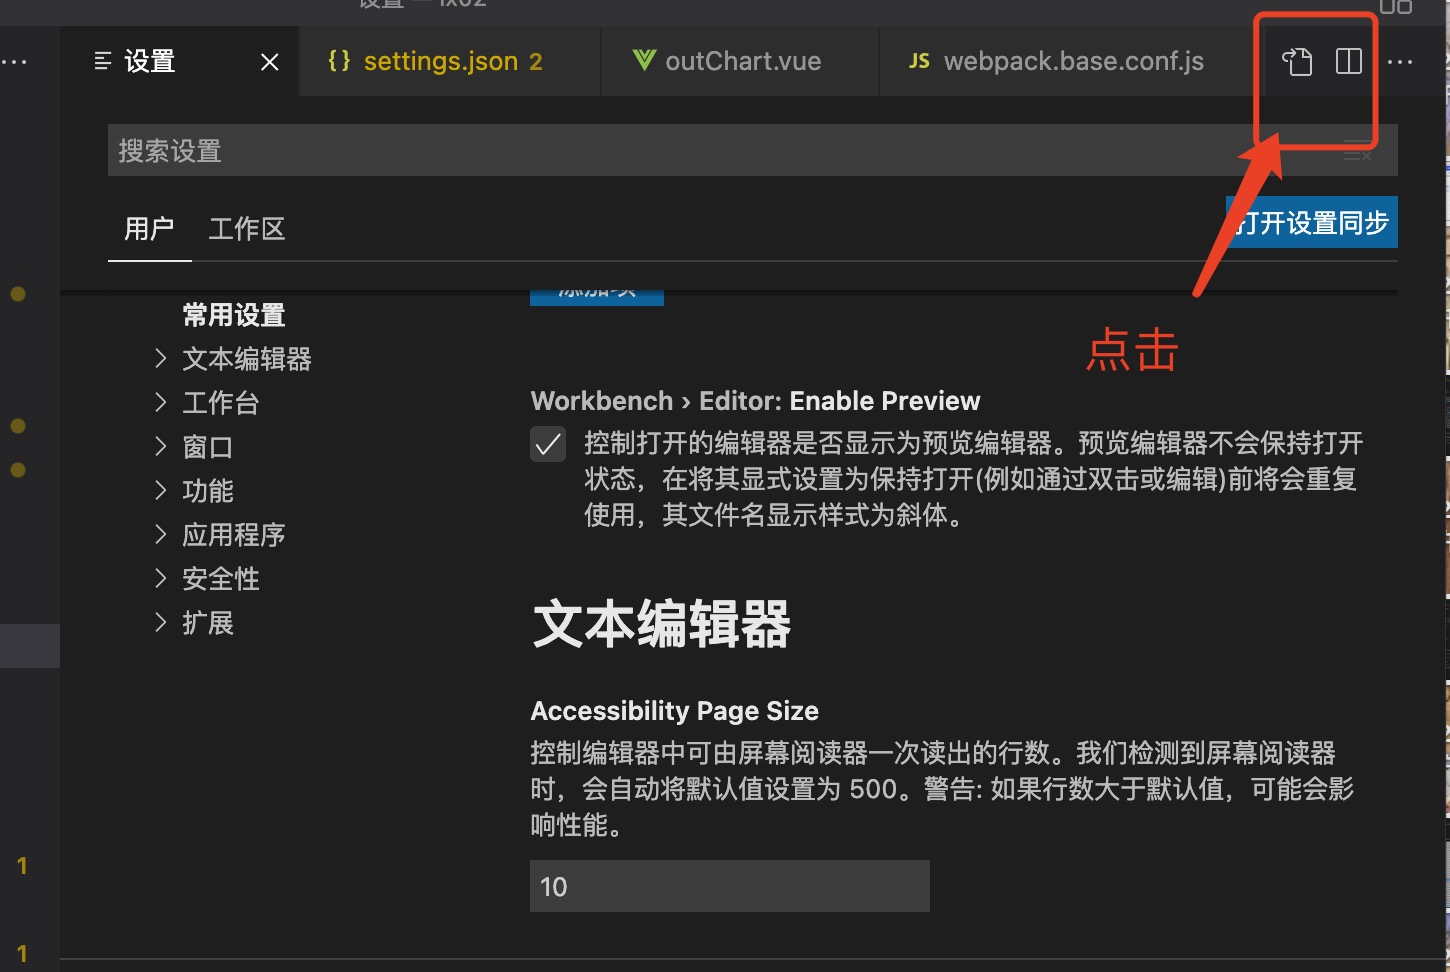 设置 — lx02
设置
settings.json 2
outChart.vue
JS webpack.base.conf.js
搜索设置
用户
工作区
打开设置同步
添加项
点击
常用设置
文本编辑器
工作台
窗口
功能
应用程序
安全性
扩展
Workbench › Editor: Enable Preview
控制打开的编辑器是否显示为预览编辑器。预览编辑器不会保持打开
状态，在将其显式设置为保持打开(例如通过双击或编辑)前将会重复
使用，其文件名显示样式为斜体。
文本编辑器
Accessibility Page Size
控制编辑器中可由屏幕阅读器一次读出的行数。我们检测到屏幕阅读器
时，会自动将默认值设置为 500。警告: 如果行数大于默认值，可能会影
响性能。
10
1
1